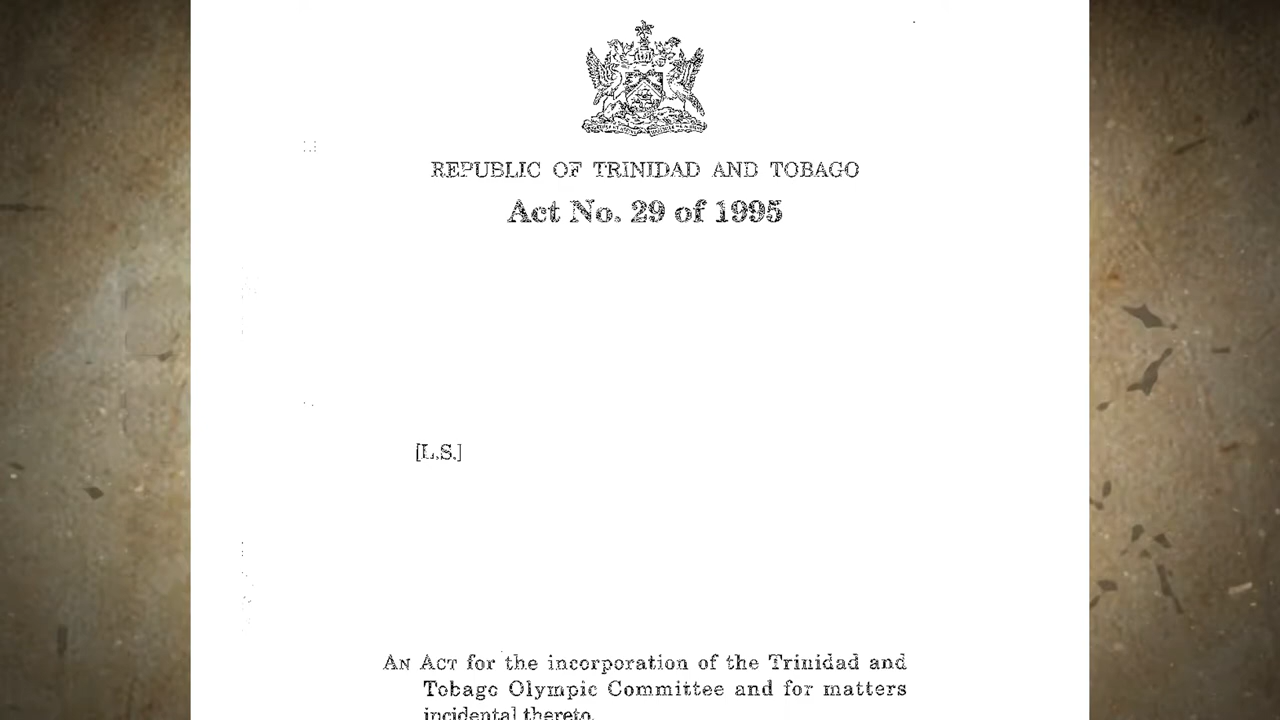 REPUBLIC OF TRINIDAD AND TOBAGO
Act No. 29 of 1995
[L.S.]
AN ACT for the incorporation of the Trinidad and
Tobago Olympic Committee and for matters
incidental thereto.